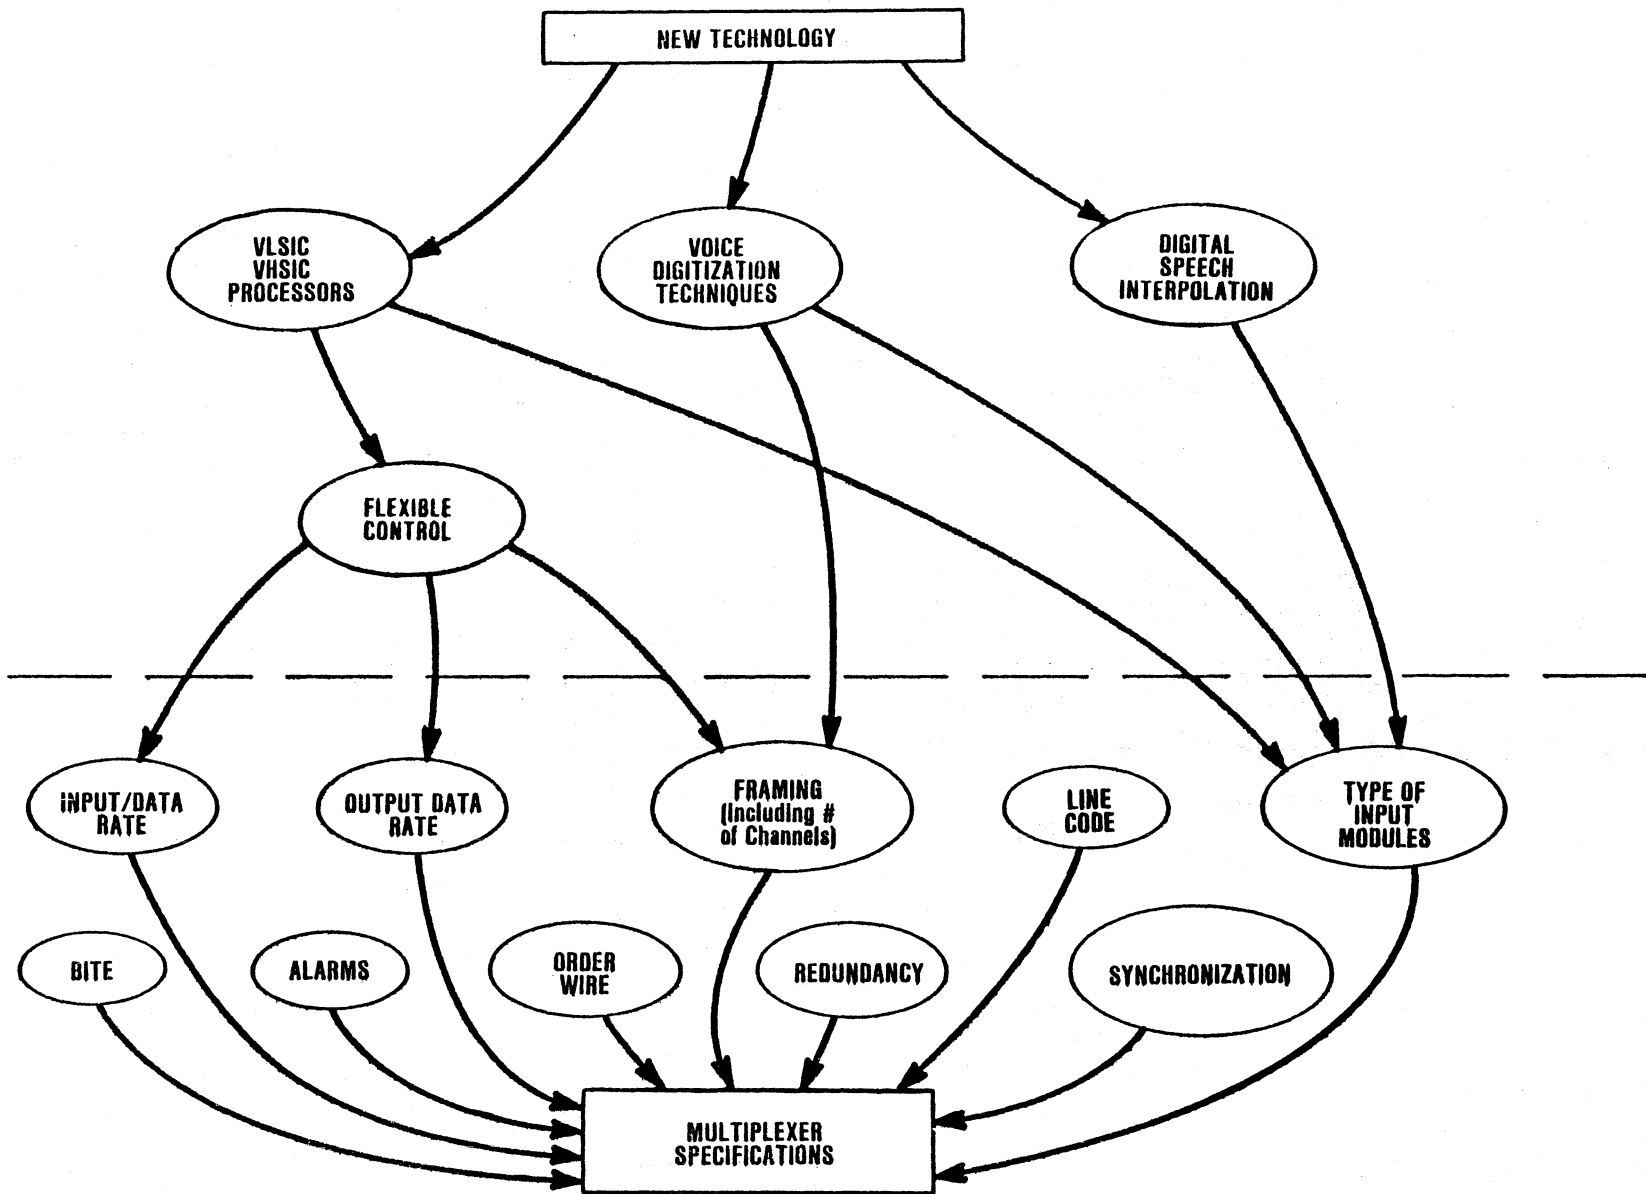 NEW TECHNOLOGY
VLSIC
VHSIC
PROCESSORS
VOICE
DIGITIZATION
TECHNIQUES
DIGITAL
SPEECH
INTERPOLATION
FLEXIBLE
CONTROL
INPUT/DATA
RATE
OUTPUT DATA
RATE
FRAMING
(Including #
of Channels)
LINE
CODE
TYPE OF
INPUT
MODULES
BITE
ALARMS
ORDER
WIRE
REDUNDANCY
SYNCHRONIZATION
MULTIPLEXER
SPECIFICATIONS